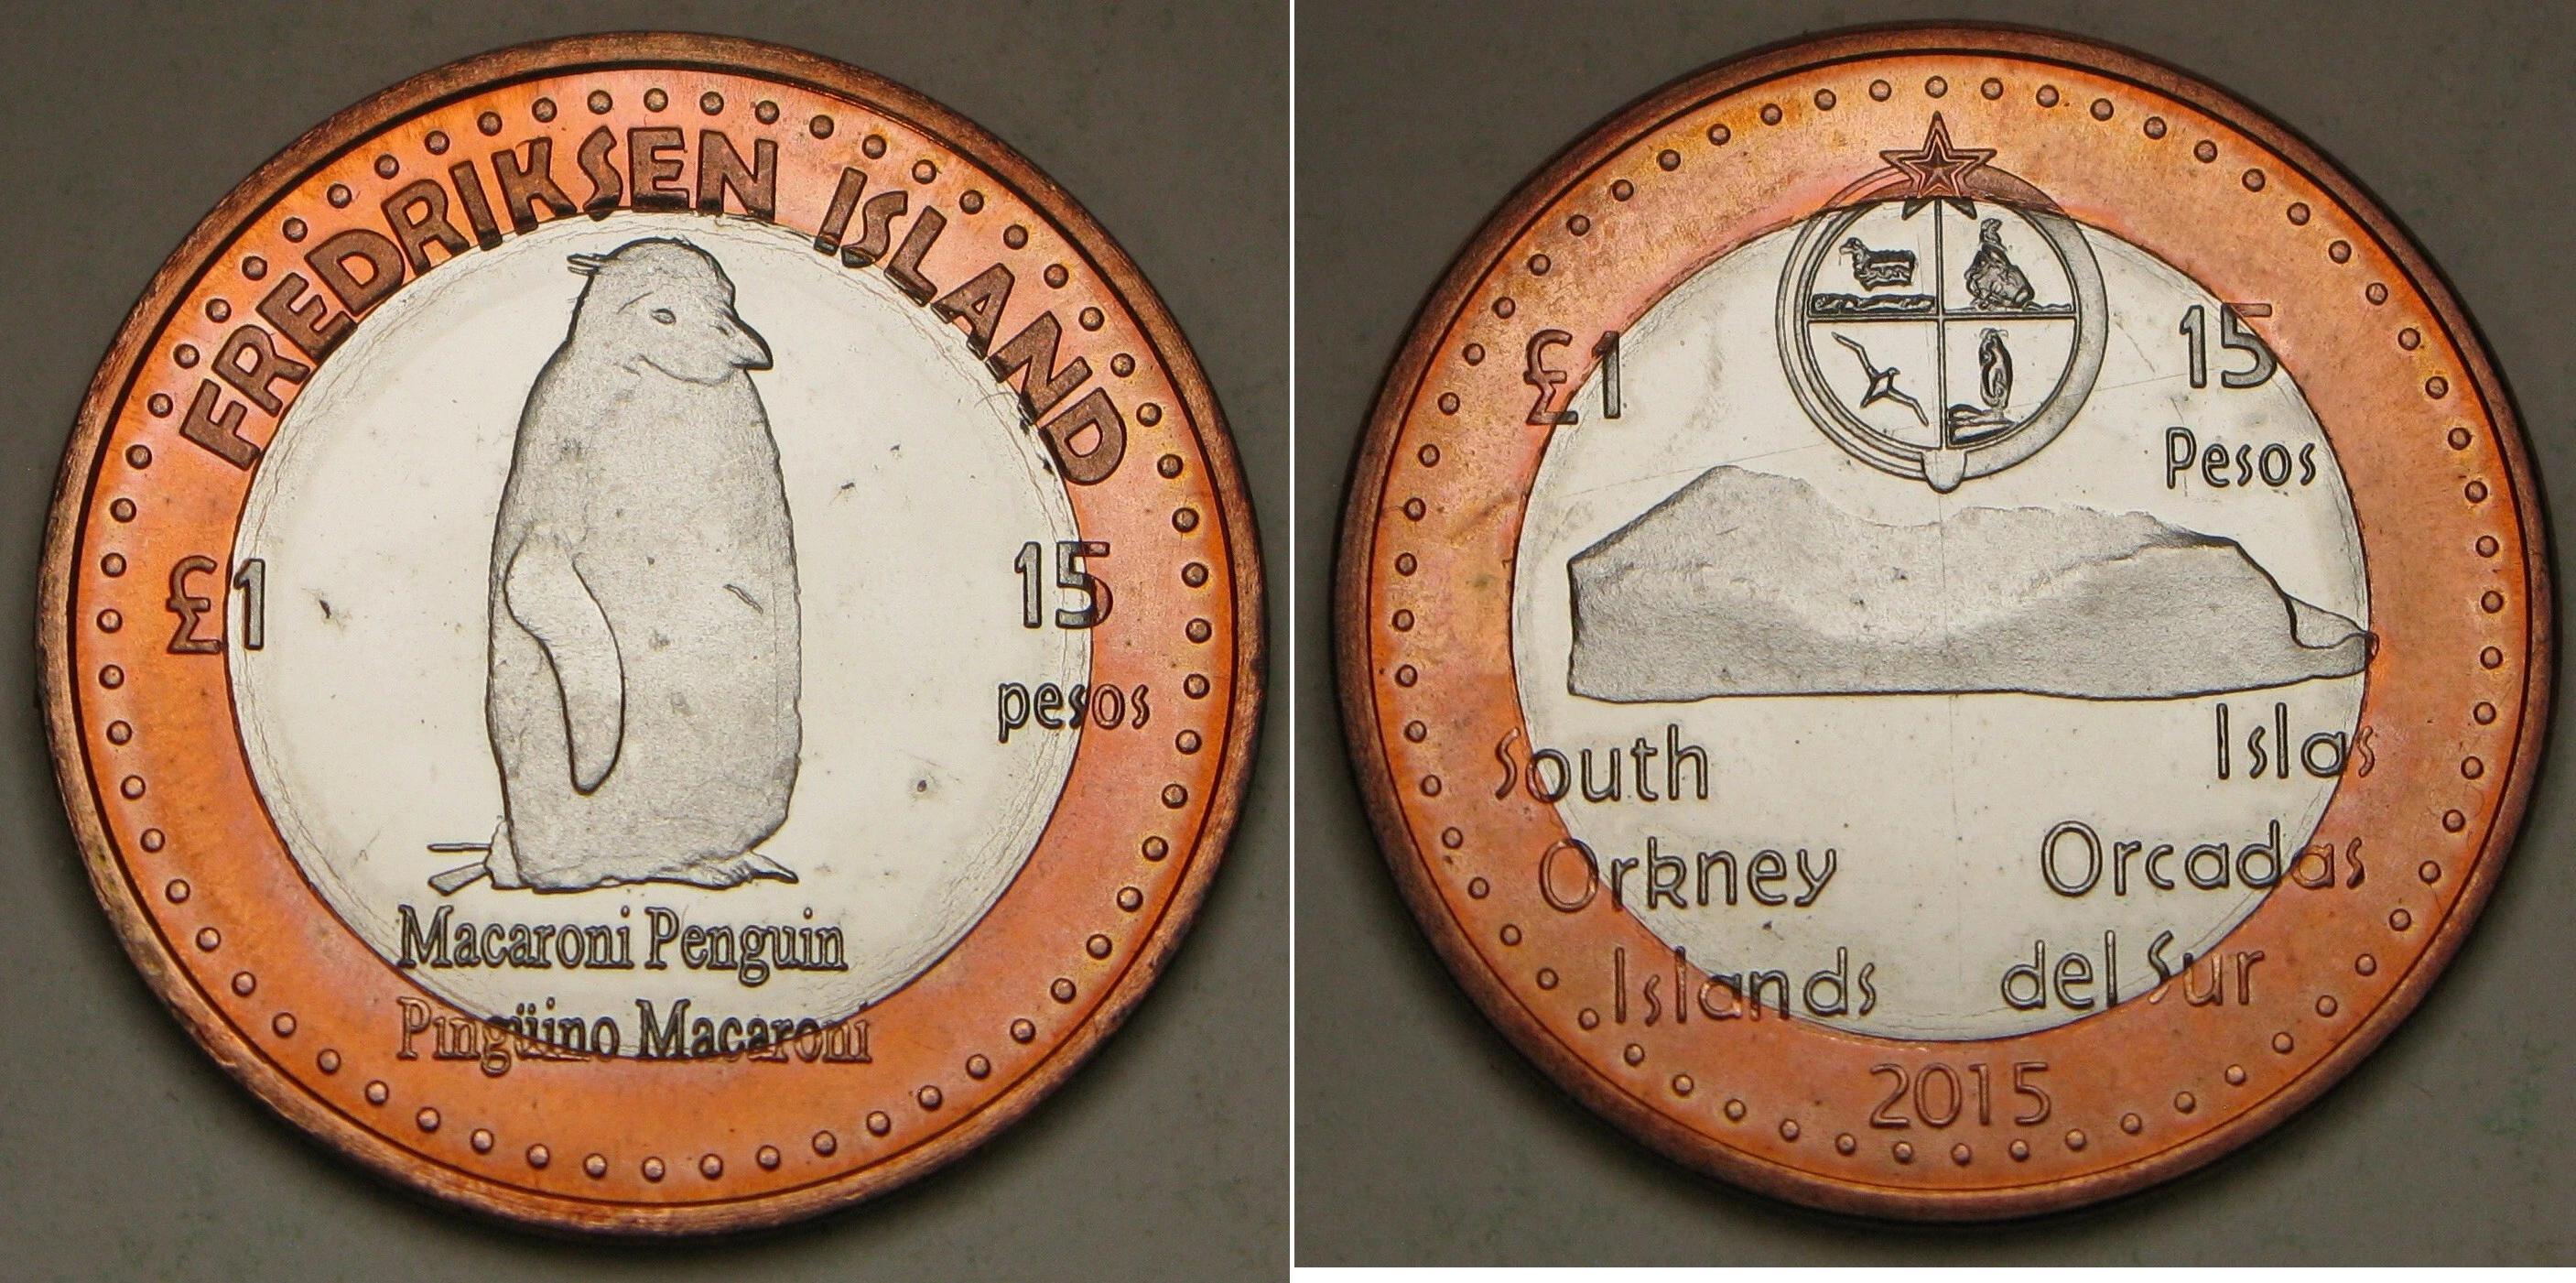 FREDRIKSEN ISLAND
£1
15
pesos
Macaroni Penguin
Pingüino Macaroni
£1
15
Pesos
South
Orkney
Islands
Islas
Orcadas
del Sur
2015